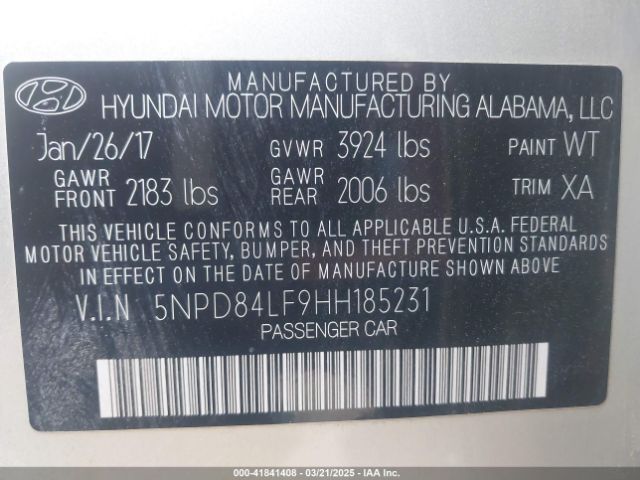 MANUFACTURED BY
HYUNDAI MOTOR MANUFACTURING ALABAMA, LLC
Jan/26/17 GVWR 3924 lbs PAINT WT
GAWR FRONT 2183 lbs GAWR REAR 2006 lbs TRIM XA
THIS VEHICLE CONFORMS TO ALL APPLICABLE U.S.A. FEDERAL
MOTOR VEHICLE SAFETY, BUMPER, AND THEFT PREVENTION STANDARDS
IN EFFECT ON THE DATE OF MANUFACTURE SHOWN ABOVE
V.I.N 5NPD84LF9HH185231
PASSENGER CAR
000-41841408 - 03/21/2025 - IAA Inc.